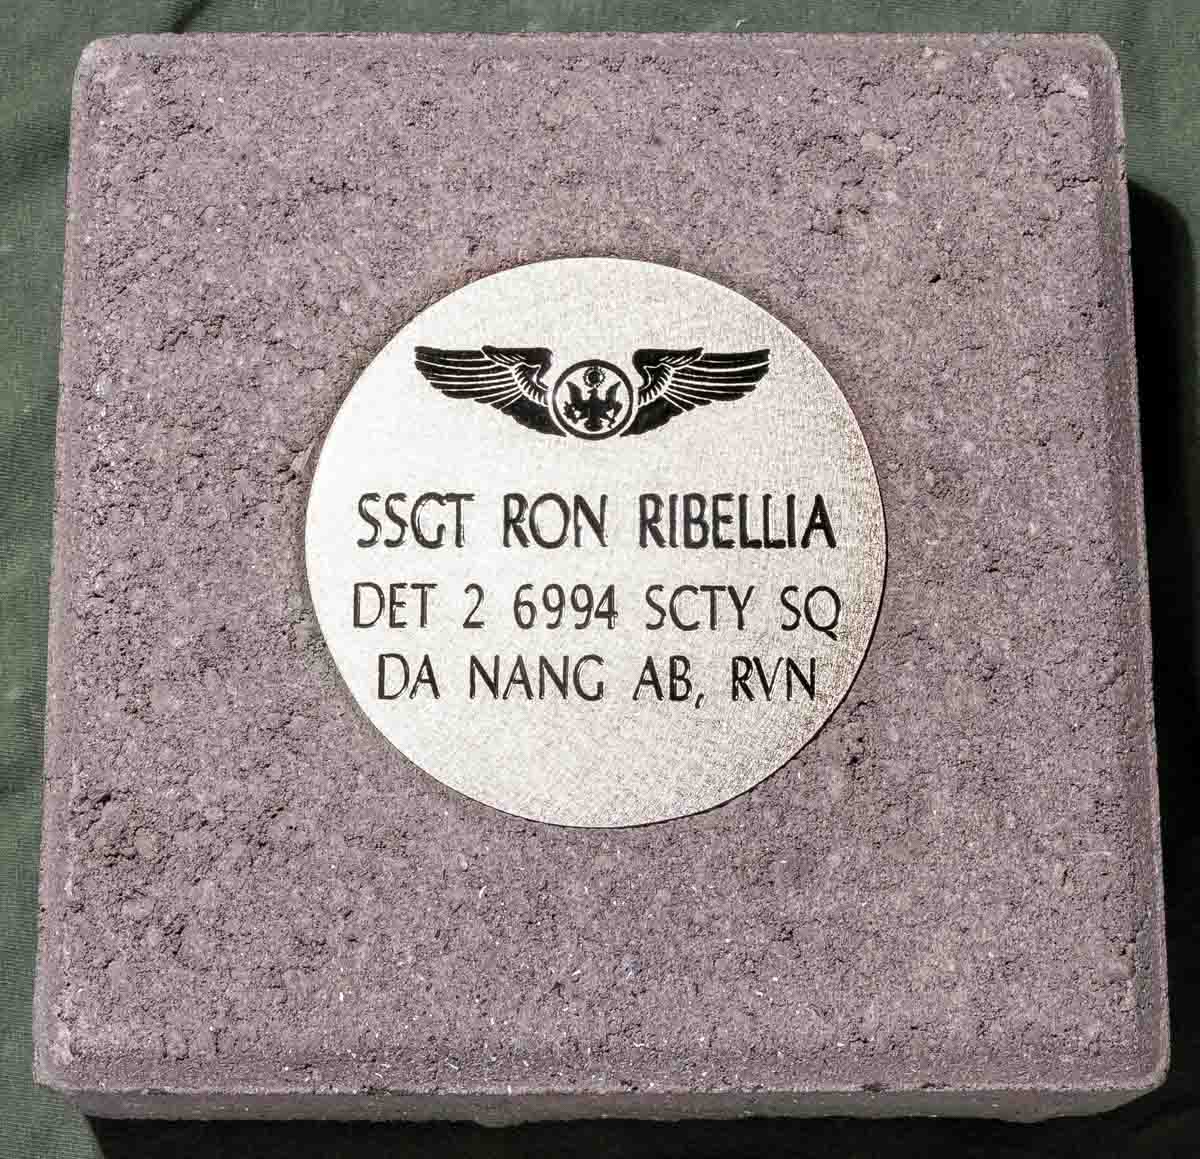 SSGT RON RIBELLIA
DET 2 6994 SCTY SQ
DA NANG AB, RVN